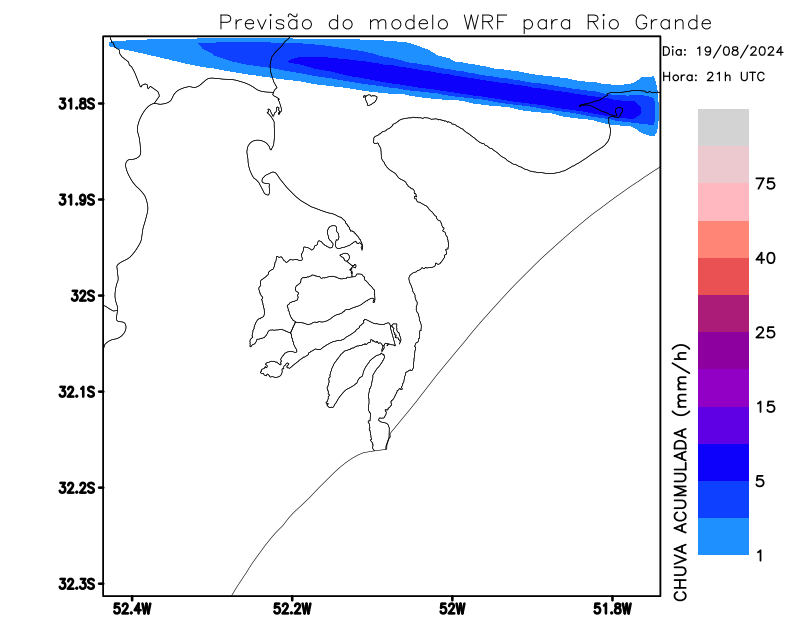 Previsão do modelo WRF para Rio Grande
Dia: 19/08/2024
Hora: 21h UTC
31.8S
31.9S
32S
32.1S
32.2S
32.3S
52.4W
52.2W
52W
51.8W
75
40
25
15
5
1
CHUVA ACUMULADA (mm/h)